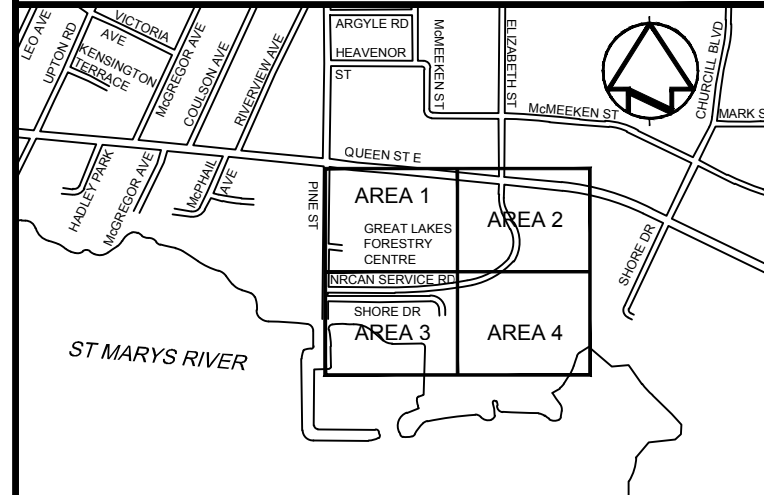 LEO AVE
UPTON RD
VICTORIA
AVE
KENSINGTON
TERRACE
McGREGOR AVE
COULSON AVE
RIVERVIEW AVE
ARGYLE RD
HEAVENOR
ST
McMEEKEN ST
ELIZABETH ST
McMEEKEN ST
CHURCILL BLVD
MARK S
QUEEN ST E
HADLEY PARK
McGREGOR AVE
McPHAIL
AVE
PINE ST
AREA 1
AREA 2
GREAT LAKES
FORESTRY
CENTRE
NRCAN SERVICE RD
SHORE DR
SHORE DR
AREA 3
AREA 4
ST MARYS RIVER